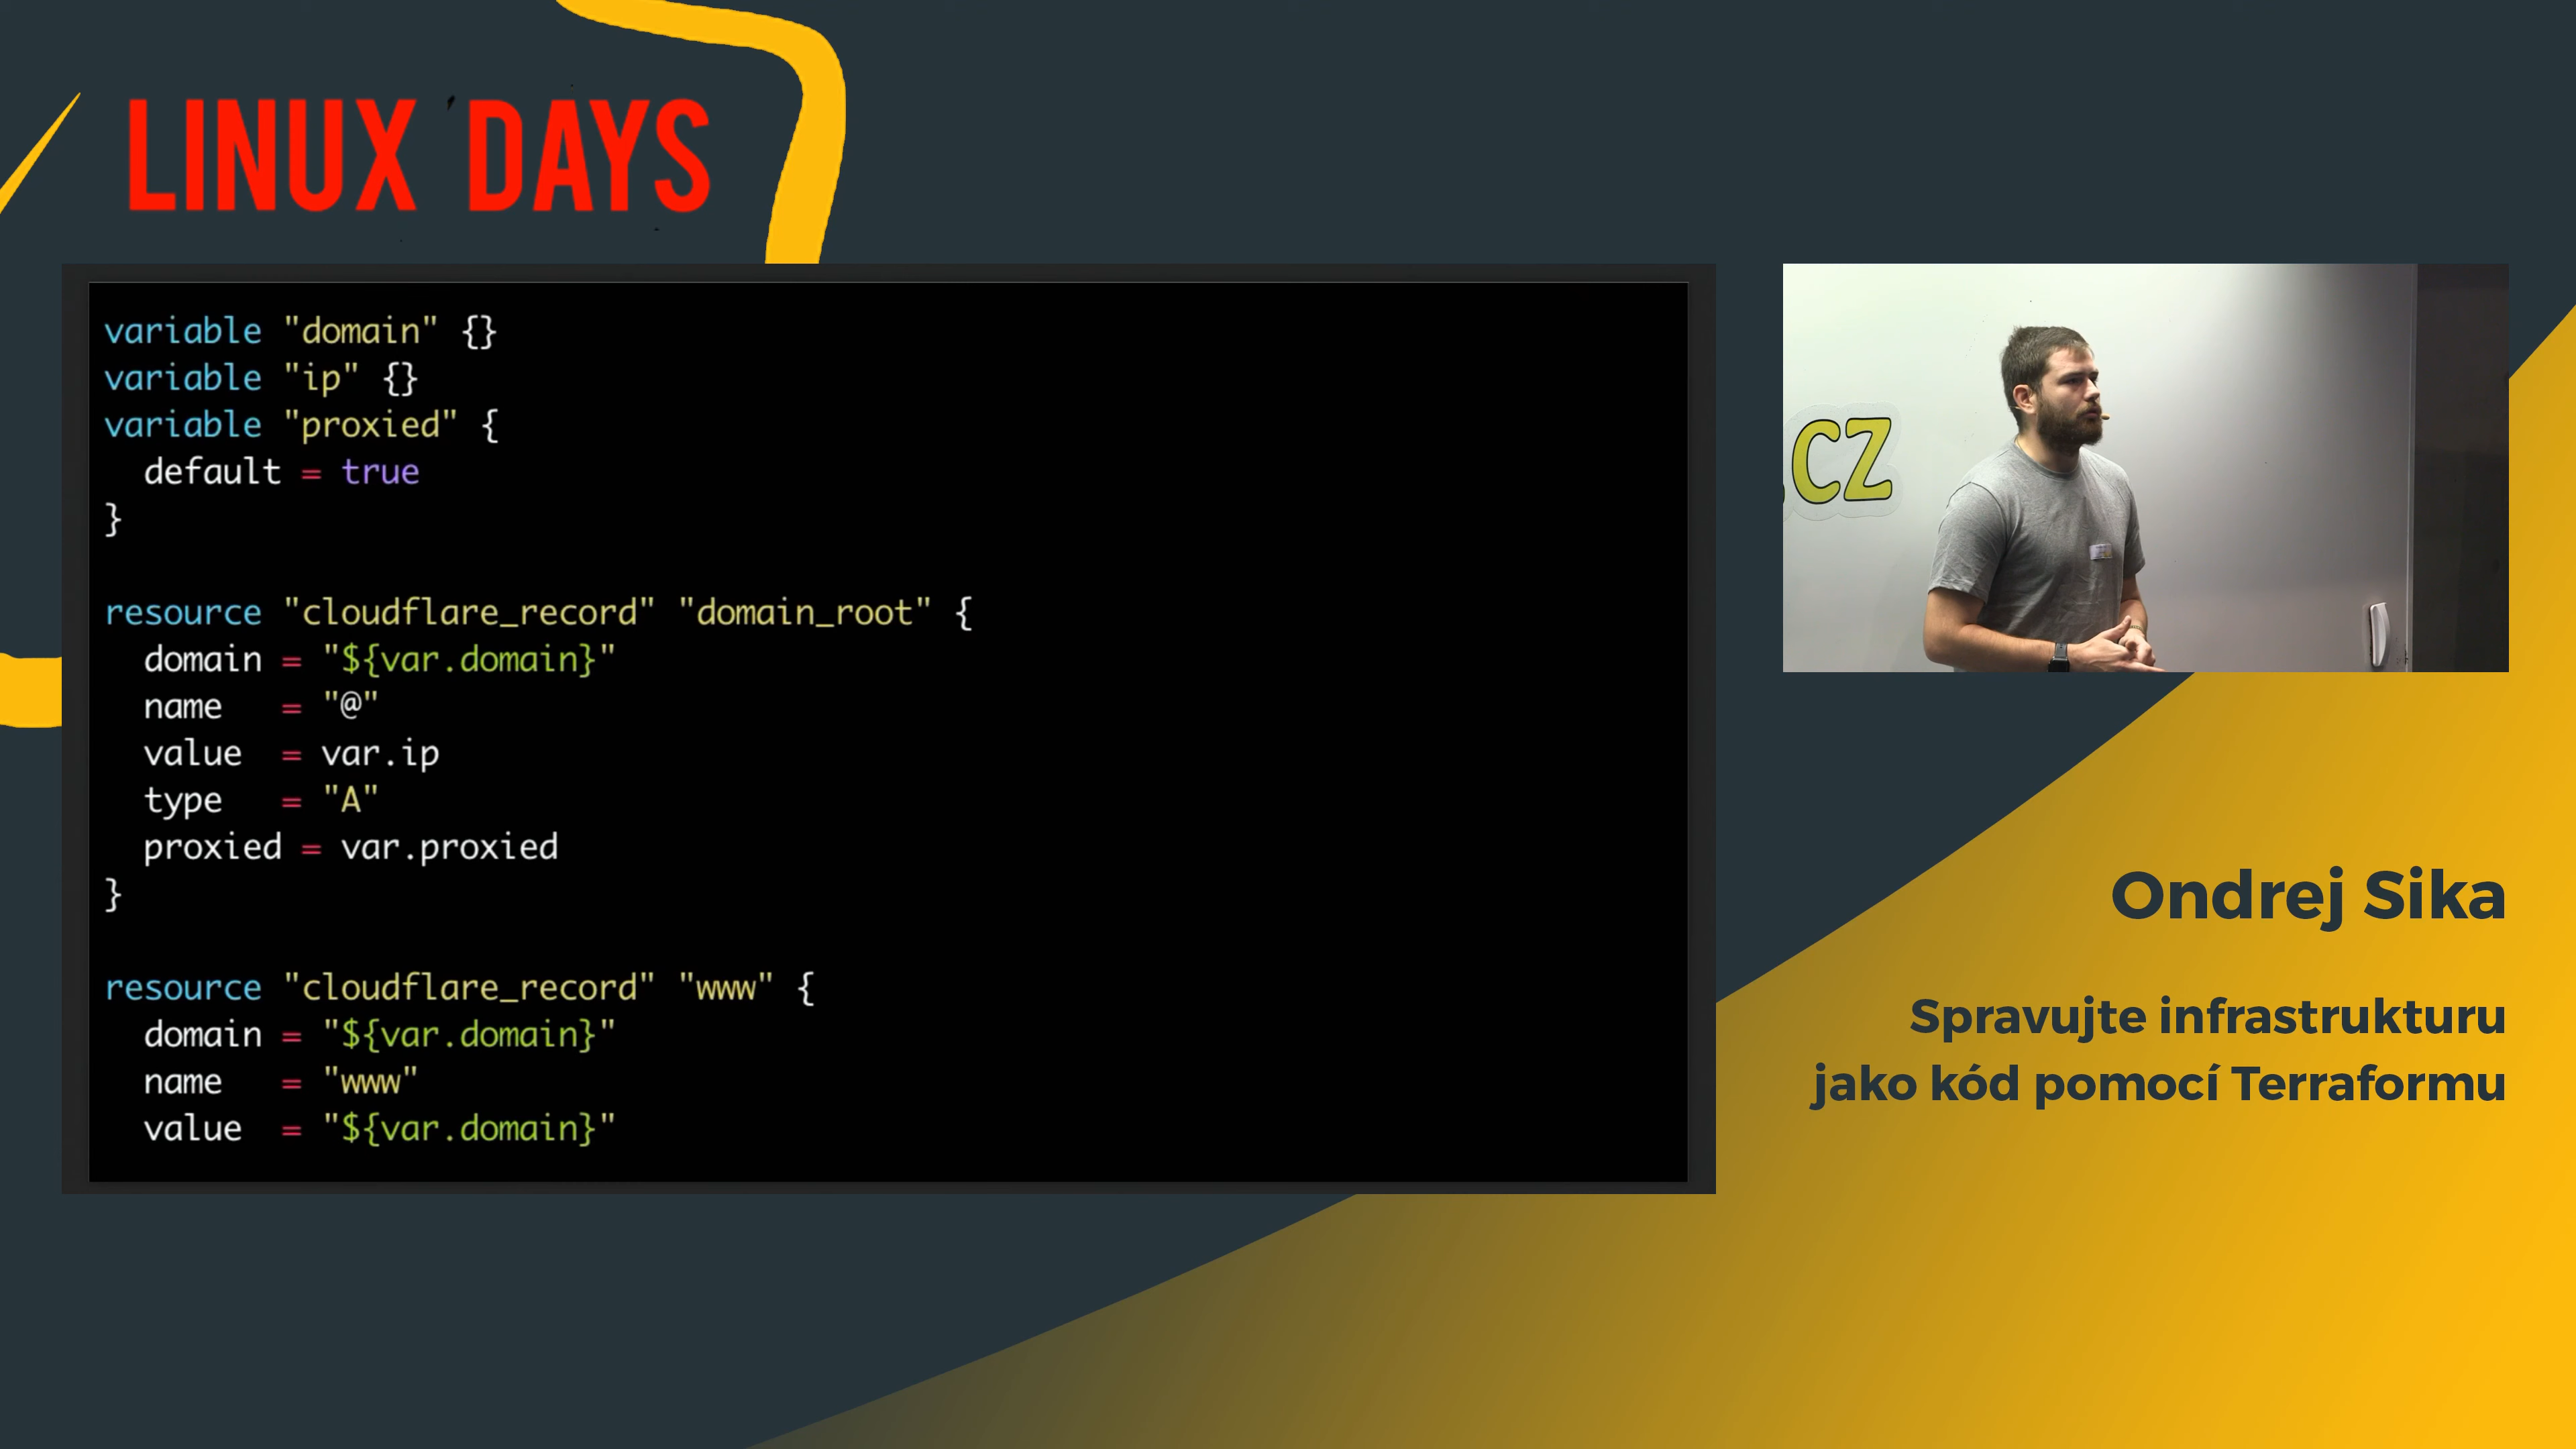 LINUX DAYS
variable "domain" {}
variable "ip" {}
variable "proxied" {
  default = true
}
resource "cloudflare_record" "domain_root" {
  domain = "${var.domain}"
  name   = "@"
  value  = var.ip
  type   = "A"
  proxied = var.proxied
}
resource "cloudflare_record" "www" {
  domain = "${var.domain}"
  name   = "www"
  value  = "${var.domain}"
CZ
Ondrej Sika
Spravujte infrastrukturu
jako kód pomocí Terraformu